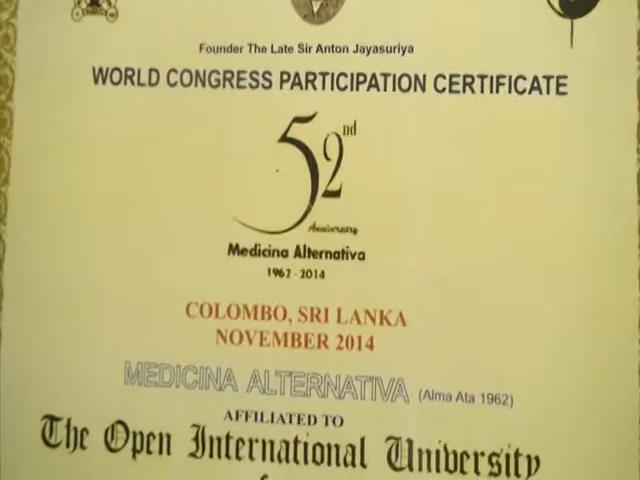 Founder The Late Sir Anton Jayasuriya
WORLD CONGRESS PARTICIPATION CERTIFICATE
52nd
Anniversary
Medicina Alternativa
1962 - 2014
COLOMBO, SRI LANKA
NOVEMBER 2014
MEDICINA ALTERNATIVA (Alma Ata 1962)
AFFILIATED TO
The Open International University